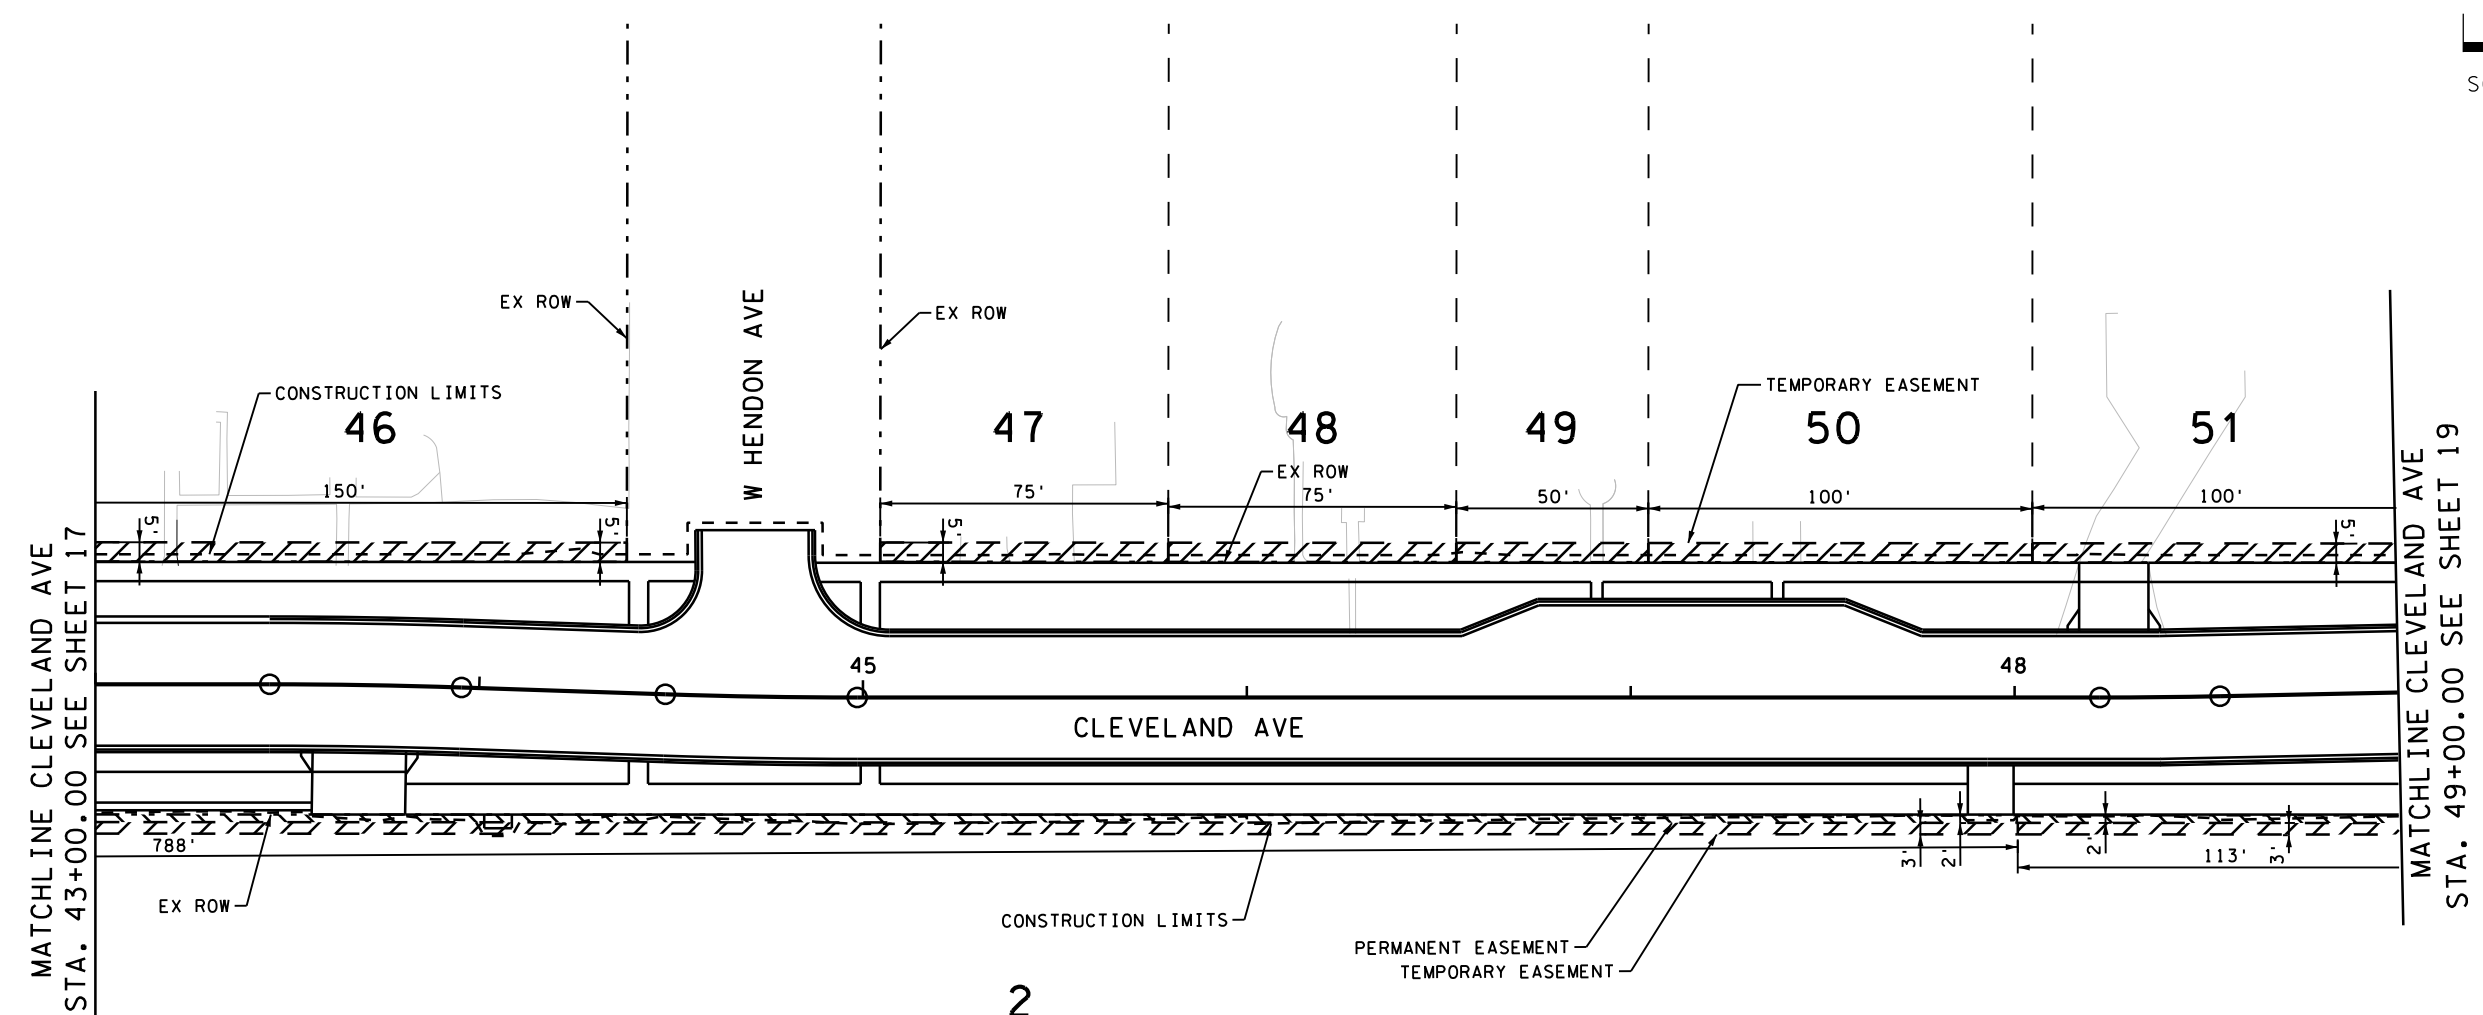 EX ROW
EX ROW
W HENDON AVE
CONSTRUCTION LIMITS
TEMPORARY EASEMENT
46
47
48
49
50
51
EX ROW
150'
75'
75'
50'
100'
100'
5'
5'
5'
5'
45
48
CLEVELAND AVE
MATCHLINE CLEVELAND AVE
STA. 43+00.00 SEE SHEET 17
MATCHLINE CLEVELAND AVE
STA. 49+00.00 SEE SHEET 19
788'
3'
2'
2'
3'
113'
EX ROW
CONSTRUCTION LIMITS
PERMANENT EASEMENT
TEMPORARY EASEMENT
2